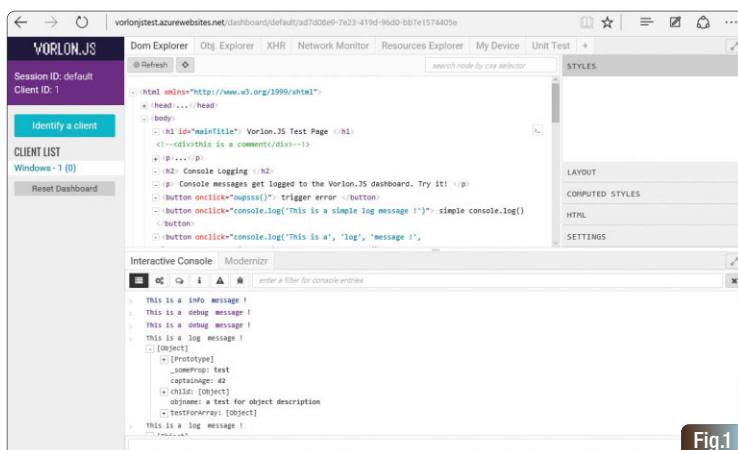 vorlonjstest.azurewebsites.net/dashboard/default/ad7d08e9-7e23-419d-96d0-bb7e1574405e
VORLON.JS
Session ID: default
Client ID: 1
Identify a client
CLIENT LIST
Windows - 1 (0)
Reset Dashboard
Dom Explorer Obj. Explorer XHR Network Monitor Resources Explorer My Device Unit Test +
Refresh search node by css selector
<html xmlns="http://www.w3.org/1999/xhtml">
<head>...</head>
<body>
<h1 id="mainTitle"> Vorlon.JS Test Page </h1>
<!--<div>this is a comment</div>--!>
<p>...</p>
<h2> Console Logging </h2>
<p> Console messages get logged to the Vorlon.JS dashboard. Try it! </p>
<button onclick="oupsss()"> trigger error </button>
<button onclick="console.log('This is a simple log message !')"> simple console.log()
</button>
<button onclick="console.log('This is a', 'log', 'message !',
STYLES
LAYOUT
COMPUTED STYLES
HTML
SETTINGS
Interactive Console Modernizr
enter a filter for console entries
This is a info message !
This is a debug message !
This is a debug message !
This is a log message !
[Object]
[Prototype]
_someProp: test
captainAge: 42
child: [Object]
objname: a test for object description
testForArray: [Object]
This is a log message !
[Object]
Fig.1